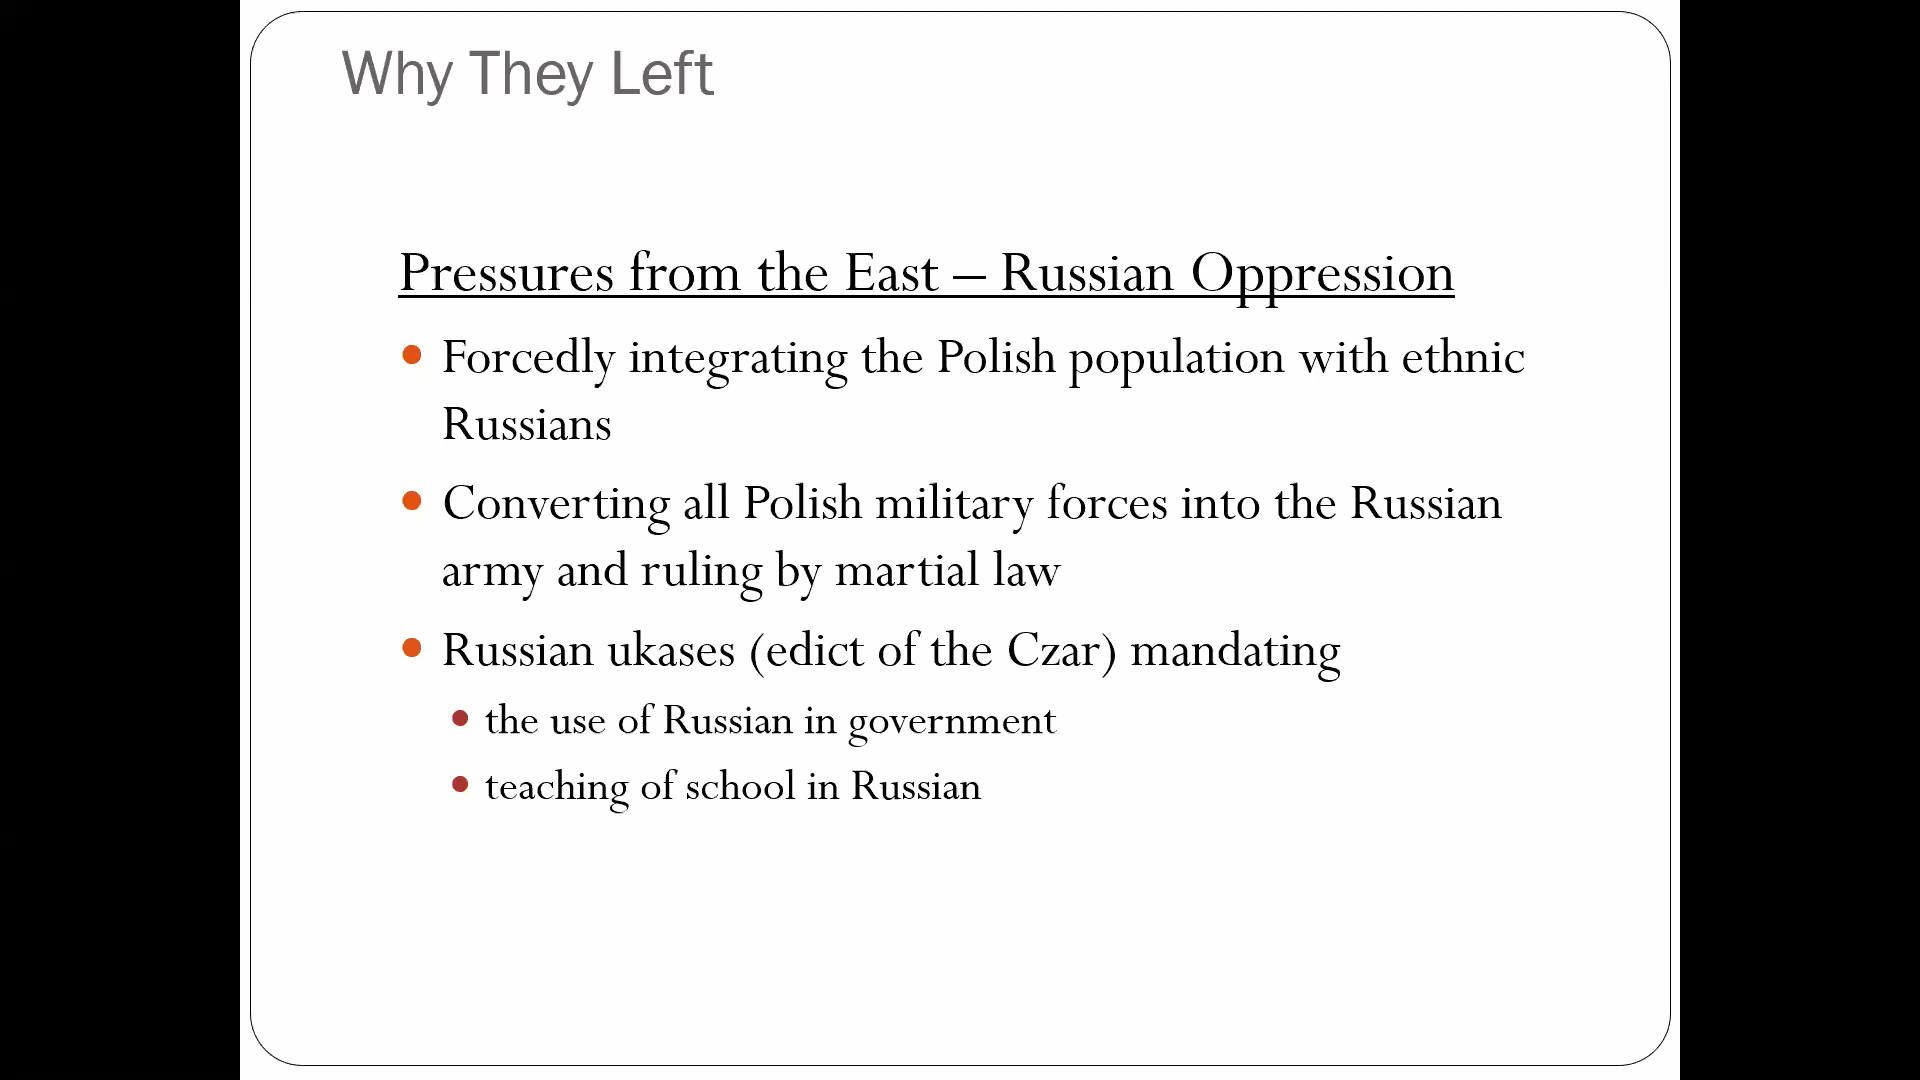 Why They Left
Pressures from the East – Russian Oppression
Forcedly integrating the Polish population with ethnic
Russians
Converting all Polish military forces into the Russian
army and ruling by martial law
Russian ukases (edict of the Czar) mandating
the use of Russian in government
teaching of school in Russian